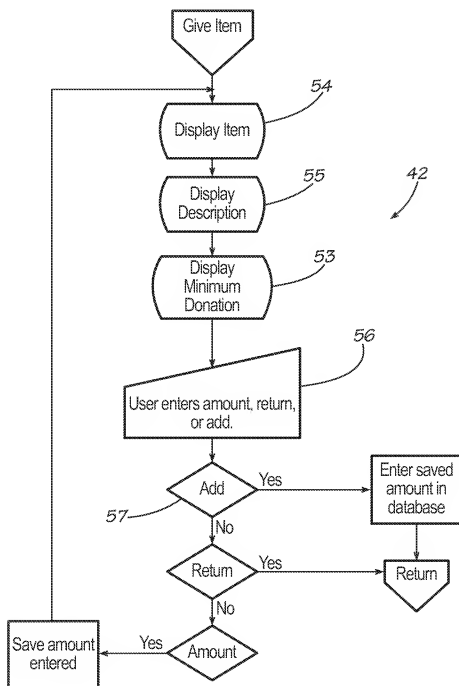 Give Item
54
Display Item
55
Display
Description
42
53
Display
Minimum
Donation
56
User enters amount, return,
or add.
Add
Yes
Enter saved
amount in
database
57
No
Return
Yes
Return
No
Save amount
entered
Yes
Amount